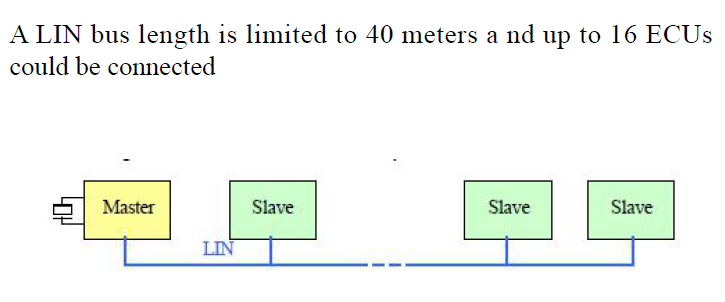 A LIN bus length is limited to 40 meters a nd up to 16 ECUs
could be connected
Master
Slave
Slave
Slave
LIN